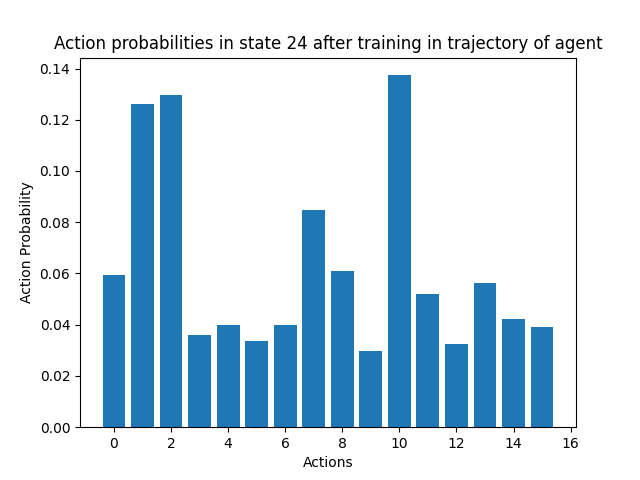 Action probabilities in state 24 after training in trajectory of agent
0.14
0.12
0.10
0.08
0.06
0.04
0.02
0.00
Action Probability
0 2 4 6 8 10 12 14 16
Actions